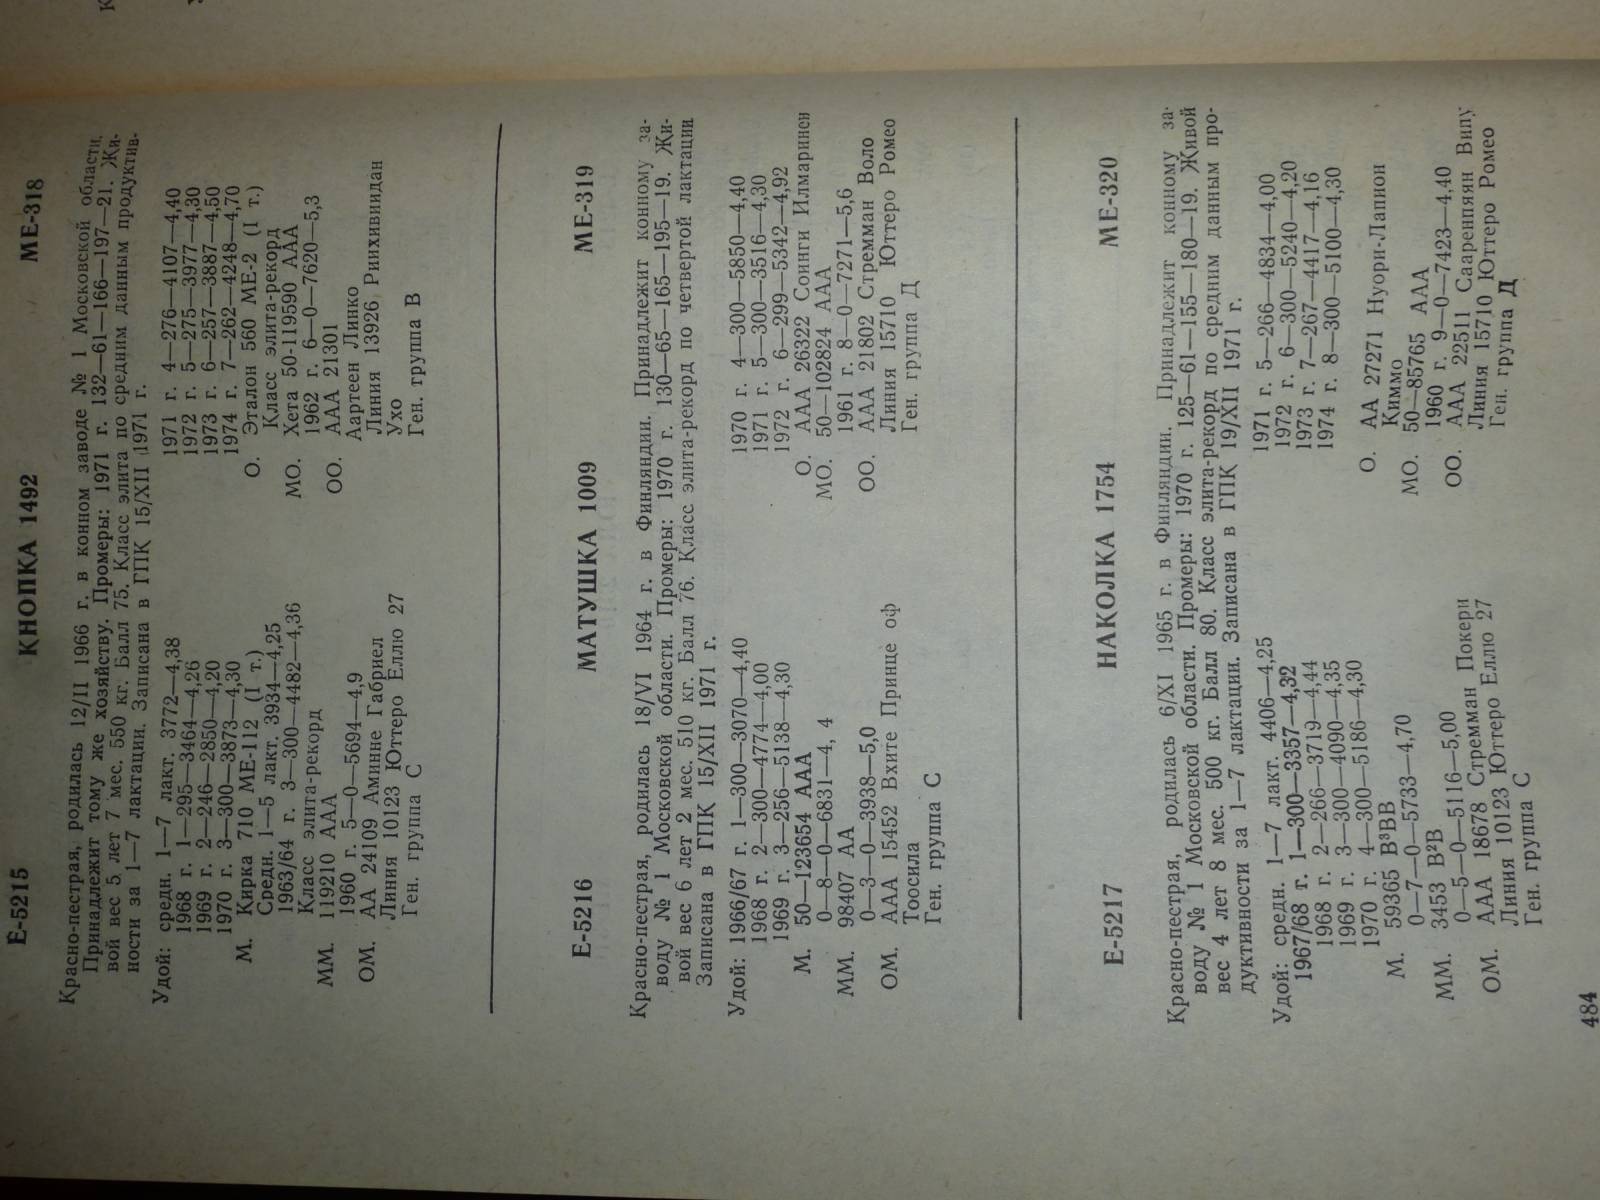 Е-5215 КНОПКА 1492 МЕ-318
Красно-пестрая, родилась 12/II 1966 г. в конном заводе № 1 Московской области.
Принадлежит тому же хозяйству. Промеры: 1971 г. 132—61—166—197—21. Жи-
вой вес 5 лет 7 мес. 550 кг. Балл 75. Класс элита по средним данным продуктив-
ности за 1—7 лактации. Записана в ГПК 15/XII 1971 г.
Удой: средн. 1—7 лакт. 3772—4,38
1968 г. 1—295—3464—4,26
1969 г. 2—246—2850—4,20
1970 г. 3—300—3873—4,30
М. Кирка 710 МЕ-112 (I т.)
Средн. 1—5 лакт. 3934—4,25
1963/64 г. 3—300—4482—4,36
Класс элита-рекорд
ММ. 119210 ААА
1960 г. 5—0—5694—4,9
ОМ. АА 24109 Аминне Габриел
Линия 10123 Юттеро Еллю 27
Ген. группа С
1971 г. 4—276—4107—4,40
1972 г. 5—275—3977—4,30
1973 г. 6—257—3887—4,50
1974 г. 7—262—4248—4,70
О. Эталон 560 МЕ-2 (I т.)
Класс элита-рекорд
МО. Хета 50-119590 ААА
1962 г. 6—0—7620—5,3
ОО. ААА 21301
Аартеен Линко
Линия 13926 Риихивиидан
Ухо
Ген. группа В
Е-5216 МАТУШКА 1009 МЕ-319
Красно-пестрая, родилась 18/VI 1964 г. в Финляндии. Принадлежит конному за-
воду № 1 Московской области. Промеры: 1970 г. 130—65—165—195—19. Жи-
вой вес 6 лет 2 мес. 510 кг. Балл 76. Класс элита-рекорд по четвертой лактации
Записана в ГПК 15/XII 1971 г.
Удой: 1966/67 г. 1—300—3070—4,40
1968 г. 2—300—4774—4,00
1969 г. 3—256—5138—4,30
М. 50—123654 ААА
0—8—0—6831—4, 4
ММ. 98407 АА
0—3—0—3938—5,0
ОМ. ААА 15452 Вхите Принце оф
Тоосила
Ген. группа С
1970 г. 4—300—5850—4,40
1971 г. 5—300—3516—4,30
1972 г. 6—299—5342—4,92
О. ААА 26322 Соинги Илмаринен
МО. 50—102824 ААА
1961 г. 8—0—7271—5,6
ОО. ААА 21802 Стремман Воло
Линия 15710 Юттеро Ромео
Ген. группа Д
Е-5217 НАКОЛКА 1754 МЕ-320
Красно-пестрая, родилась 6/XI 1965 г. в Финляндии. Принадлежит конному за-
воду № 1 Московской области. Промеры: 1970 г. 125—61—155—180—19. Живой
вес 4 лет 8 мес. 500 кг. Балл 80. Класс элита-рекорд по средним данным про-
дуктивности за 1—7 лактации. Записана в ГПК 19/XII 1971 г.
Удой: средн. 1—7 лакт. 4406—4,25
1967/68 г. 1—300—3357—4,32
1968 г. 2—266—3719—4,44
1969 г. 3—300—4090—4,35
1970 г. 4—300—5186—4,30
М. 59365 В³ВВ
0—7—0—5733—4,70
ММ. 3453 В²В
0—5—0—5116—5,00
ОМ. ААА 18678 Стремман Покери
Линия 10123 Юттеро Еллю 27
Ген. группа С
1971 г. 5—266—4834—4,00
1972 г. 6—300—5240—4,20
1973 г. 7—267—4417—4,16
1974 г. 8—300—5100—4,30
О. АА 27271 Нуори-Лапион
Киммо
МО. 50—85765 ААА
1960 г. 9—0—7423—4,40
ОО. ААА 22511 Сааренпяян Випу
Линия 15710 Юттеро Ромео
Ген. группа Д
484